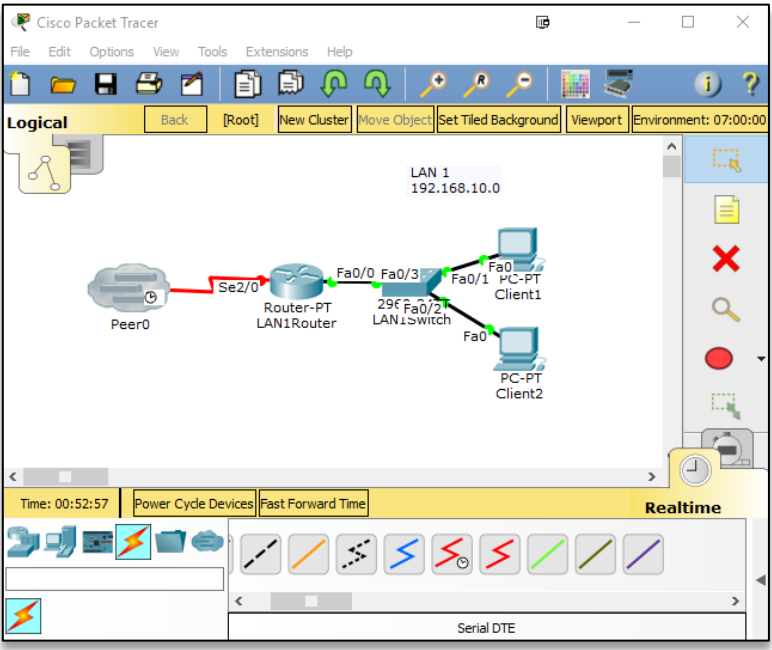 Cisco Packet Tracer
File Edit Options View Tools Extensions Help
Logical Back [Root] New Cluster Move Object Set Tiled Background Viewport Environment: 07:00:00
LAN 1
192.168.10.0
Peer0
Se2/0
Router-PT
LAN1Router
Fa0/0
Fa0/3
LAN1Switch
Fa0/1
Fa0/2
Fa0
PC-PT
Client1
Fa0
PC-PT
Client2
Time: 00:52:57 Power Cycle Devices Fast Forward Time Realtime
Serial DTE